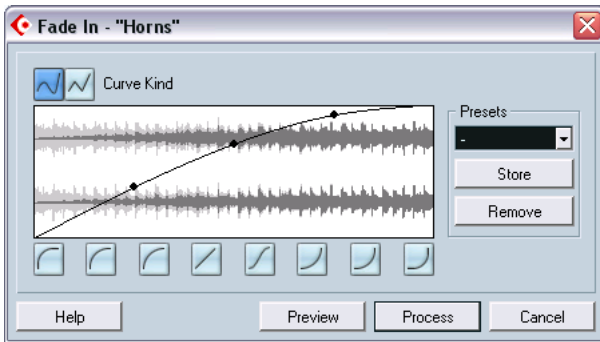 Fade In - "Horns"
Curve Kind
Presets
-
Store
Remove
Help
Preview
Process
Cancel